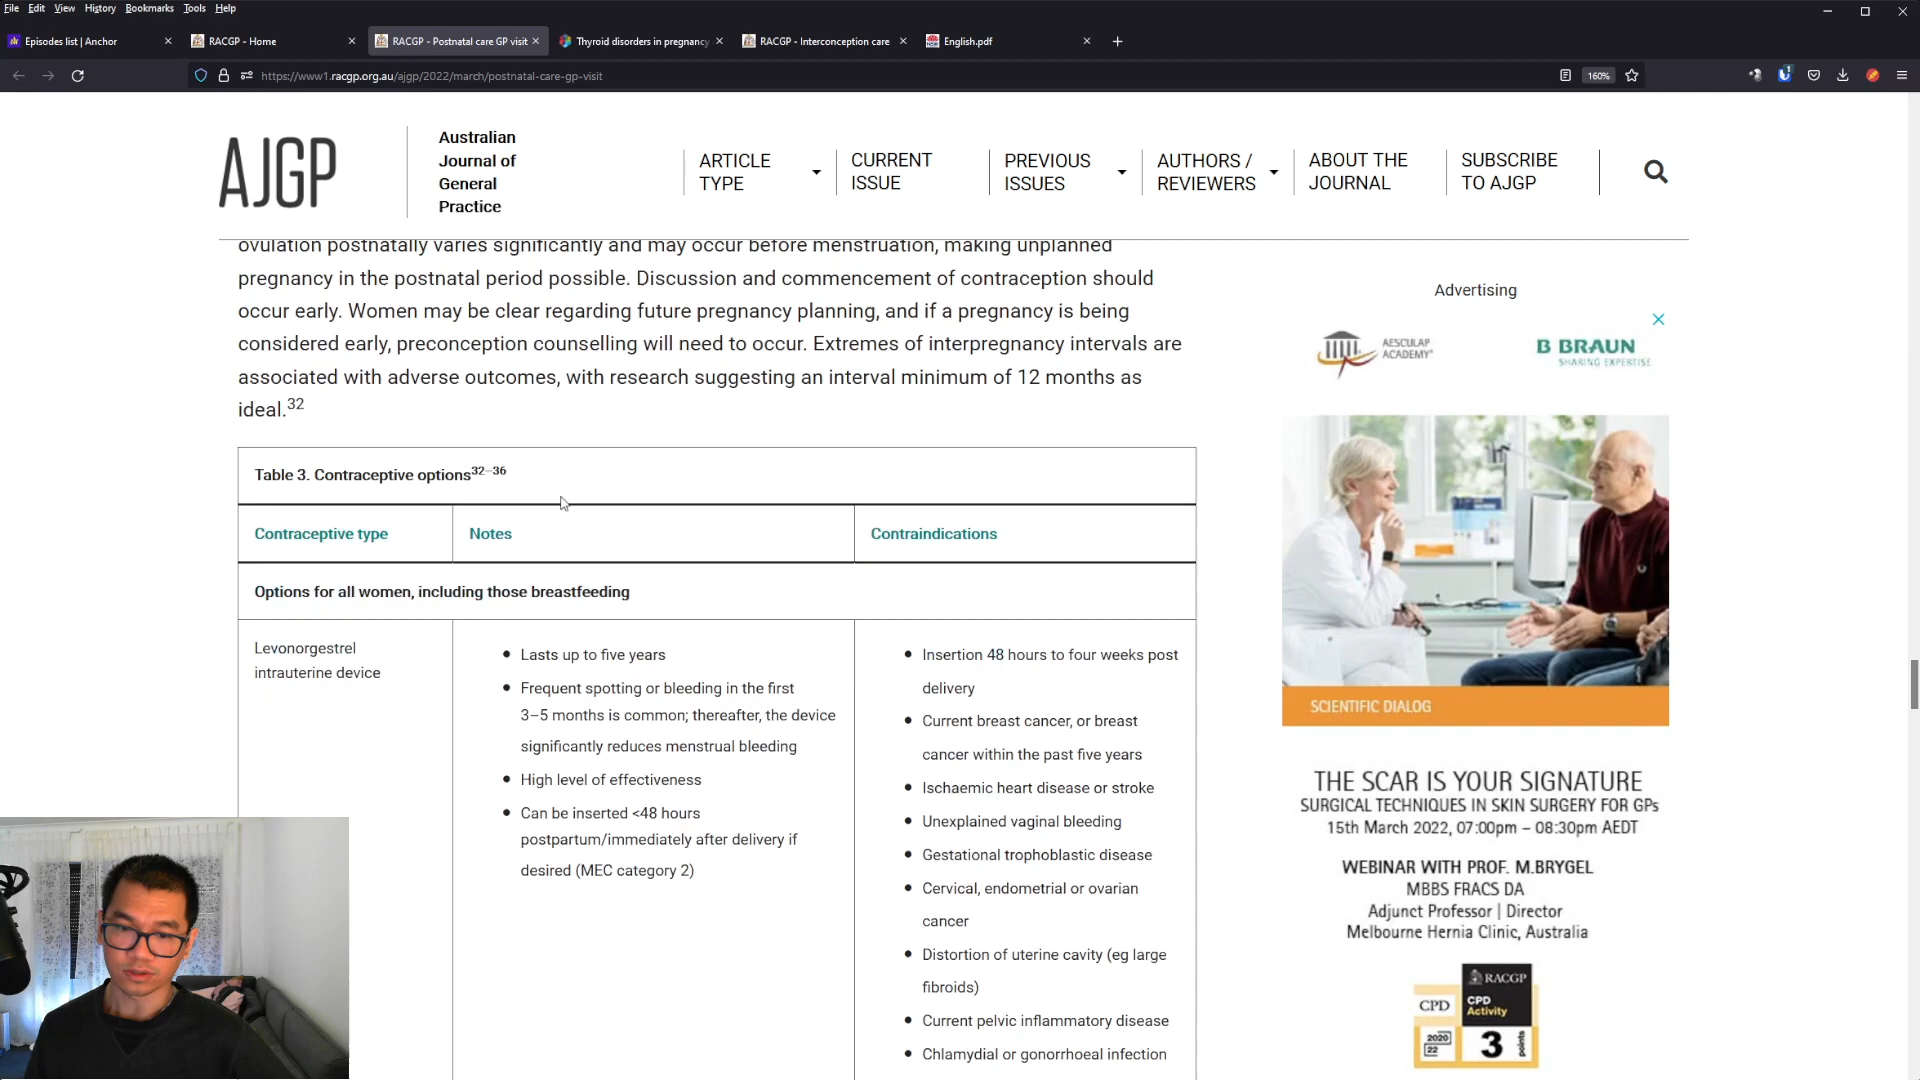 File Edit View History Bookmarks Tools Help
Episodes list | Anchor
RACGP - Home
RACGP - Postnatal care GP visit
Thyroid disorders in pregnancy
RACGP - Interconception care
English.pdf
https://www1.racgp.org.au/ajgp/2022/march/postnatal-care-gp-visit
160%
AJGP
Australian
Journal of
General
Practice
ARTICLE
TYPE
CURRENT
ISSUE
PREVIOUS
ISSUES
AUTHORS /
REVIEWERS
ABOUT THE
JOURNAL
SUBSCRIBE
TO AJGP
ovulation postnatally varies significantly and may occur before menstruation, making unplanned
pregnancy in the postnatal period possible. Discussion and commencement of contraception should
occur early. Women may be clear regarding future pregnancy planning, and if a pregnancy is being
considered early, preconception counselling will need to occur. Extremes of interpregnancy intervals are
associated with adverse outcomes, with research suggesting an interval minimum of 12 months as
ideal.32
Table 3. Contraceptive options32–36
Contraceptive type
Notes
Contraindications
Options for all women, including those breastfeeding
Levonorgestrel
intrauterine device
• Lasts up to five years
• Frequent spotting or bleeding in the first
3–5 months is common; thereafter, the device
significantly reduces menstrual bleeding
• High level of effectiveness
• Can be inserted <48 hours
postpartum/immediately after delivery if
desired (MEC category 2)
• Insertion 48 hours to four weeks post
delivery
• Current breast cancer, or breast
cancer within the past five years
• Ischaemic heart disease or stroke
• Unexplained vaginal bleeding
• Gestational trophoblastic disease
• Cervical, endometrial or ovarian
cancer
• Distortion of uterine cavity (eg large
fibroids)
• Current pelvic inflammatory disease
• Chlamydial or gonorrhoeal infection
Advertising
AESCULAP
ACADEMY®
B BRAUN
SHARING EXPERTISE
SCIENTIFIC DIALOG
THE SCAR IS YOUR SIGNATURE
SURGICAL TECHNIQUES IN SKIN SURGERY FOR GPs
15th March 2022, 07:00pm – 08:30pm AEDT
WEBINAR WITH PROF. M.BRYGEL
MBBS FRACS DA
Adjunct Professor | Director
Melbourne Hernia Clinic, Australia
RACGP
CPD
CPD
Activity
2020
22
3
points